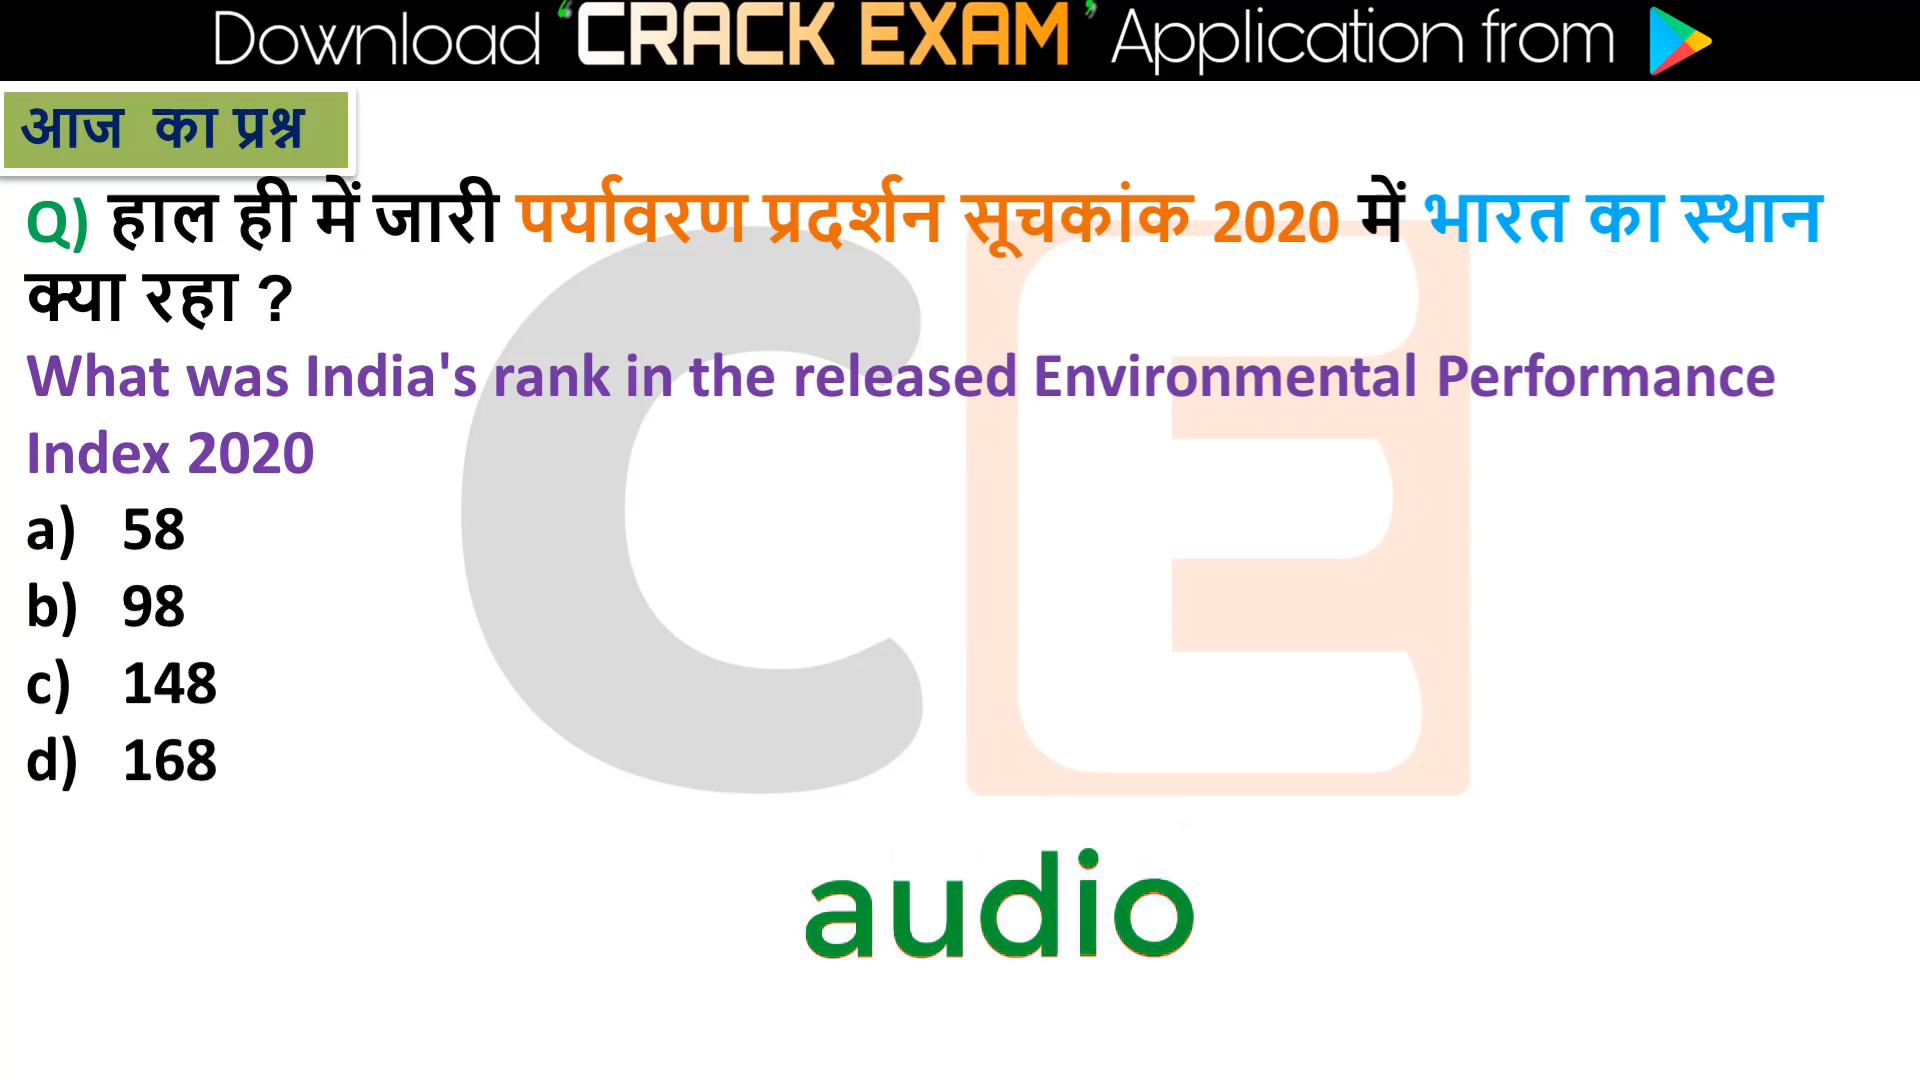 Download ‘CRACK EXAM’ Application from
आज का प्रश्न
Q) हाल ही में जारी पर्यावरण प्रदर्शन सूचकांक 2020 में भारत का स्थान
क्या रहा ?
What was India's rank in the released Environmental Performance
Index 2020
a) 58
b) 98
c) 148
d) 168
CE
audio